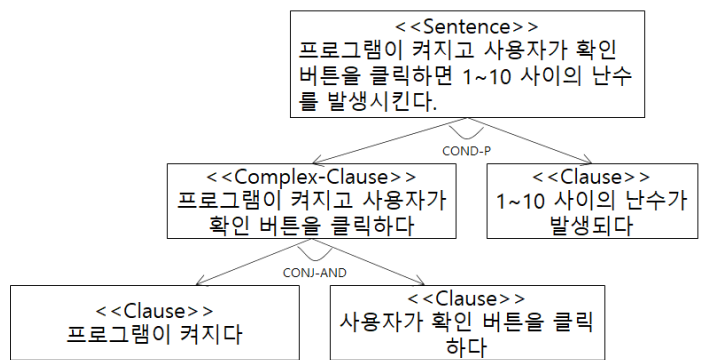 <<Sentence>>
프로그램이 켜지고 사용자가 확인
버튼을 클릭하면 1~10 사이의 난수
를 발생시킨다.
COND-P
<<Complex-Clause>>
프로그램이 켜지고 사용자가
확인 버튼을 클릭하다
<<Clause>>
1~10 사이의 난수가
발생되다
CONJ-AND
<<Clause>>
프로그램이 켜지다
<<Clause>>
사용자가 확인 버튼을 클릭
하다